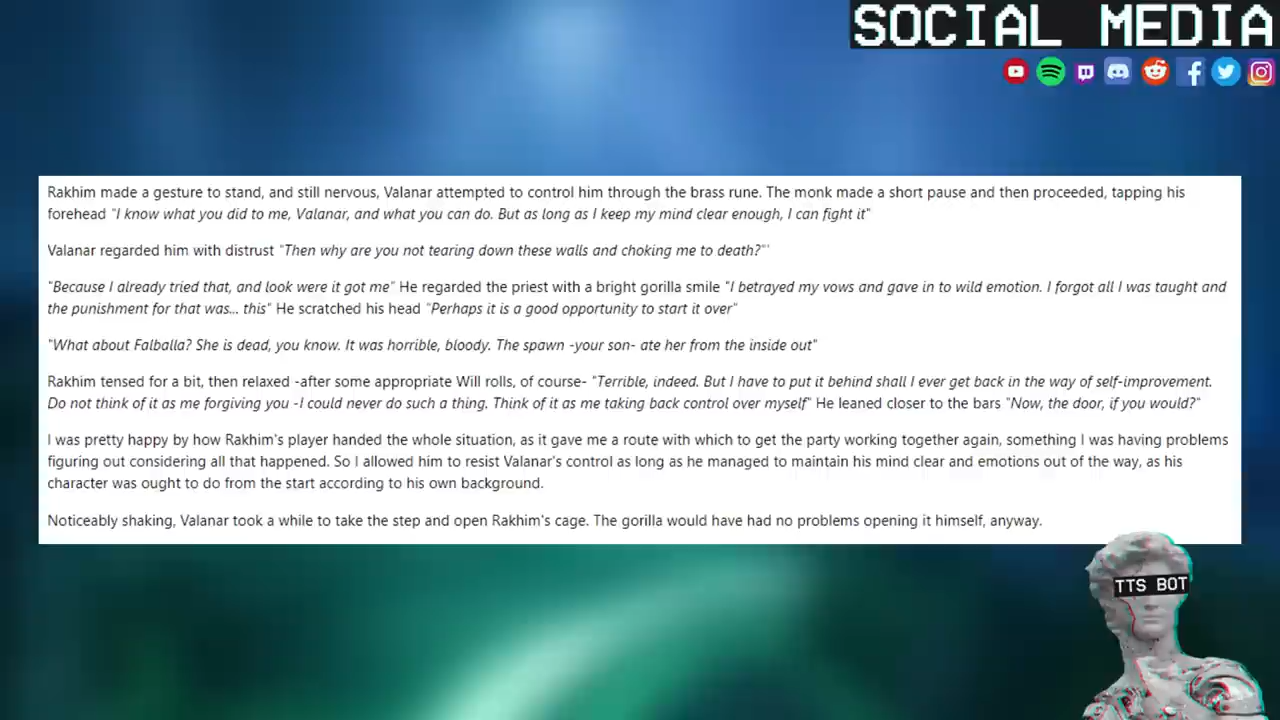 SOCIAL MEDIA
Rakhim made a gesture to stand, and still nervous, Valanar attempted to control him through the brass rune. The monk made a short pause and then proceeded, tapping his
forehead "I know what you did to me, Valanar, and what you can do. But as long as I keep my mind clear enough, I can fight it"
Valanar regarded him with distrust "Then why are you not tearing down these walls and choking me to death?"'
"Because I already tried that, and look were it got me" He regarded the priest with a bright gorilla smile "I betrayed my vows and gave in to wild emotion. I forgot all I was taught and
the punishment for that was... this" He scratched his head "Perhaps it is a good opportunity to start it over"
"What about Falballa? She is dead, you know. It was horrible, bloody. The spawn -your son- ate her from the inside out"
Rakhim tensed for a bit, then relaxed -after some appropriate Will rolls, of course- "Terrible, indeed. But I have to put it behind shall I ever get back in the way of self-improvement.
Do not think of it as me forgiving you -I could never do such a thing. Think of it as me taking back control over myself" He leaned closer to the bars "Now, the door, if you would?"
I was pretty happy by how Rakhim's player handed the whole situation, as it gave me a route with which to get the party working together again, something I was having problems
figuring out considering all that happened. So I allowed him to resist Valanar's control as long as he managed to maintain his mind clear and emotions out of the way, as his
character was ought to do from the start according to his own background.
Noticeably shaking, Valanar took a while to take the step and open Rakhim's cage. The gorilla would have had no problems opening it himself, anyway.
TTS BOT